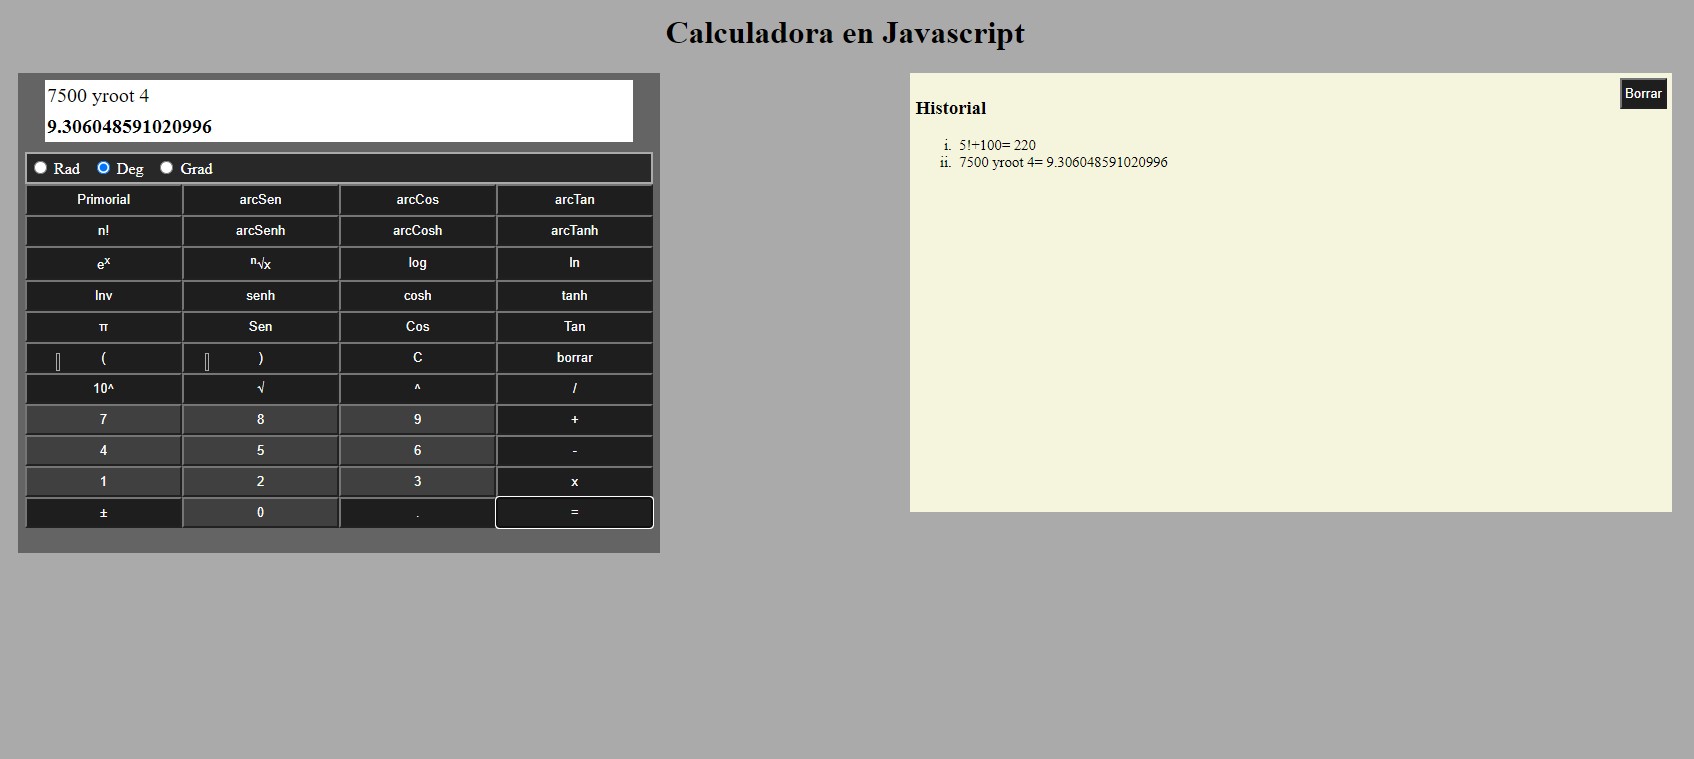 Calculadora en Javascript
7500 yroot 4
9.306048591020996
Rad Deg Grad
Primorial arcSen arcCos arcTan
n! arcSenh arcCosh arcTanh
eˣ ⁿ√x log ln
Inv senh cosh tanh
π Sen Cos Tan
( ) C borrar
10^ √ ^ /
7 8 9 +
4 5 6 -
1 2 3 x
± 0 . =
Borrar
Historial
i. 5!+100= 220
ii. 7500 yroot 4= 9.306048591020996